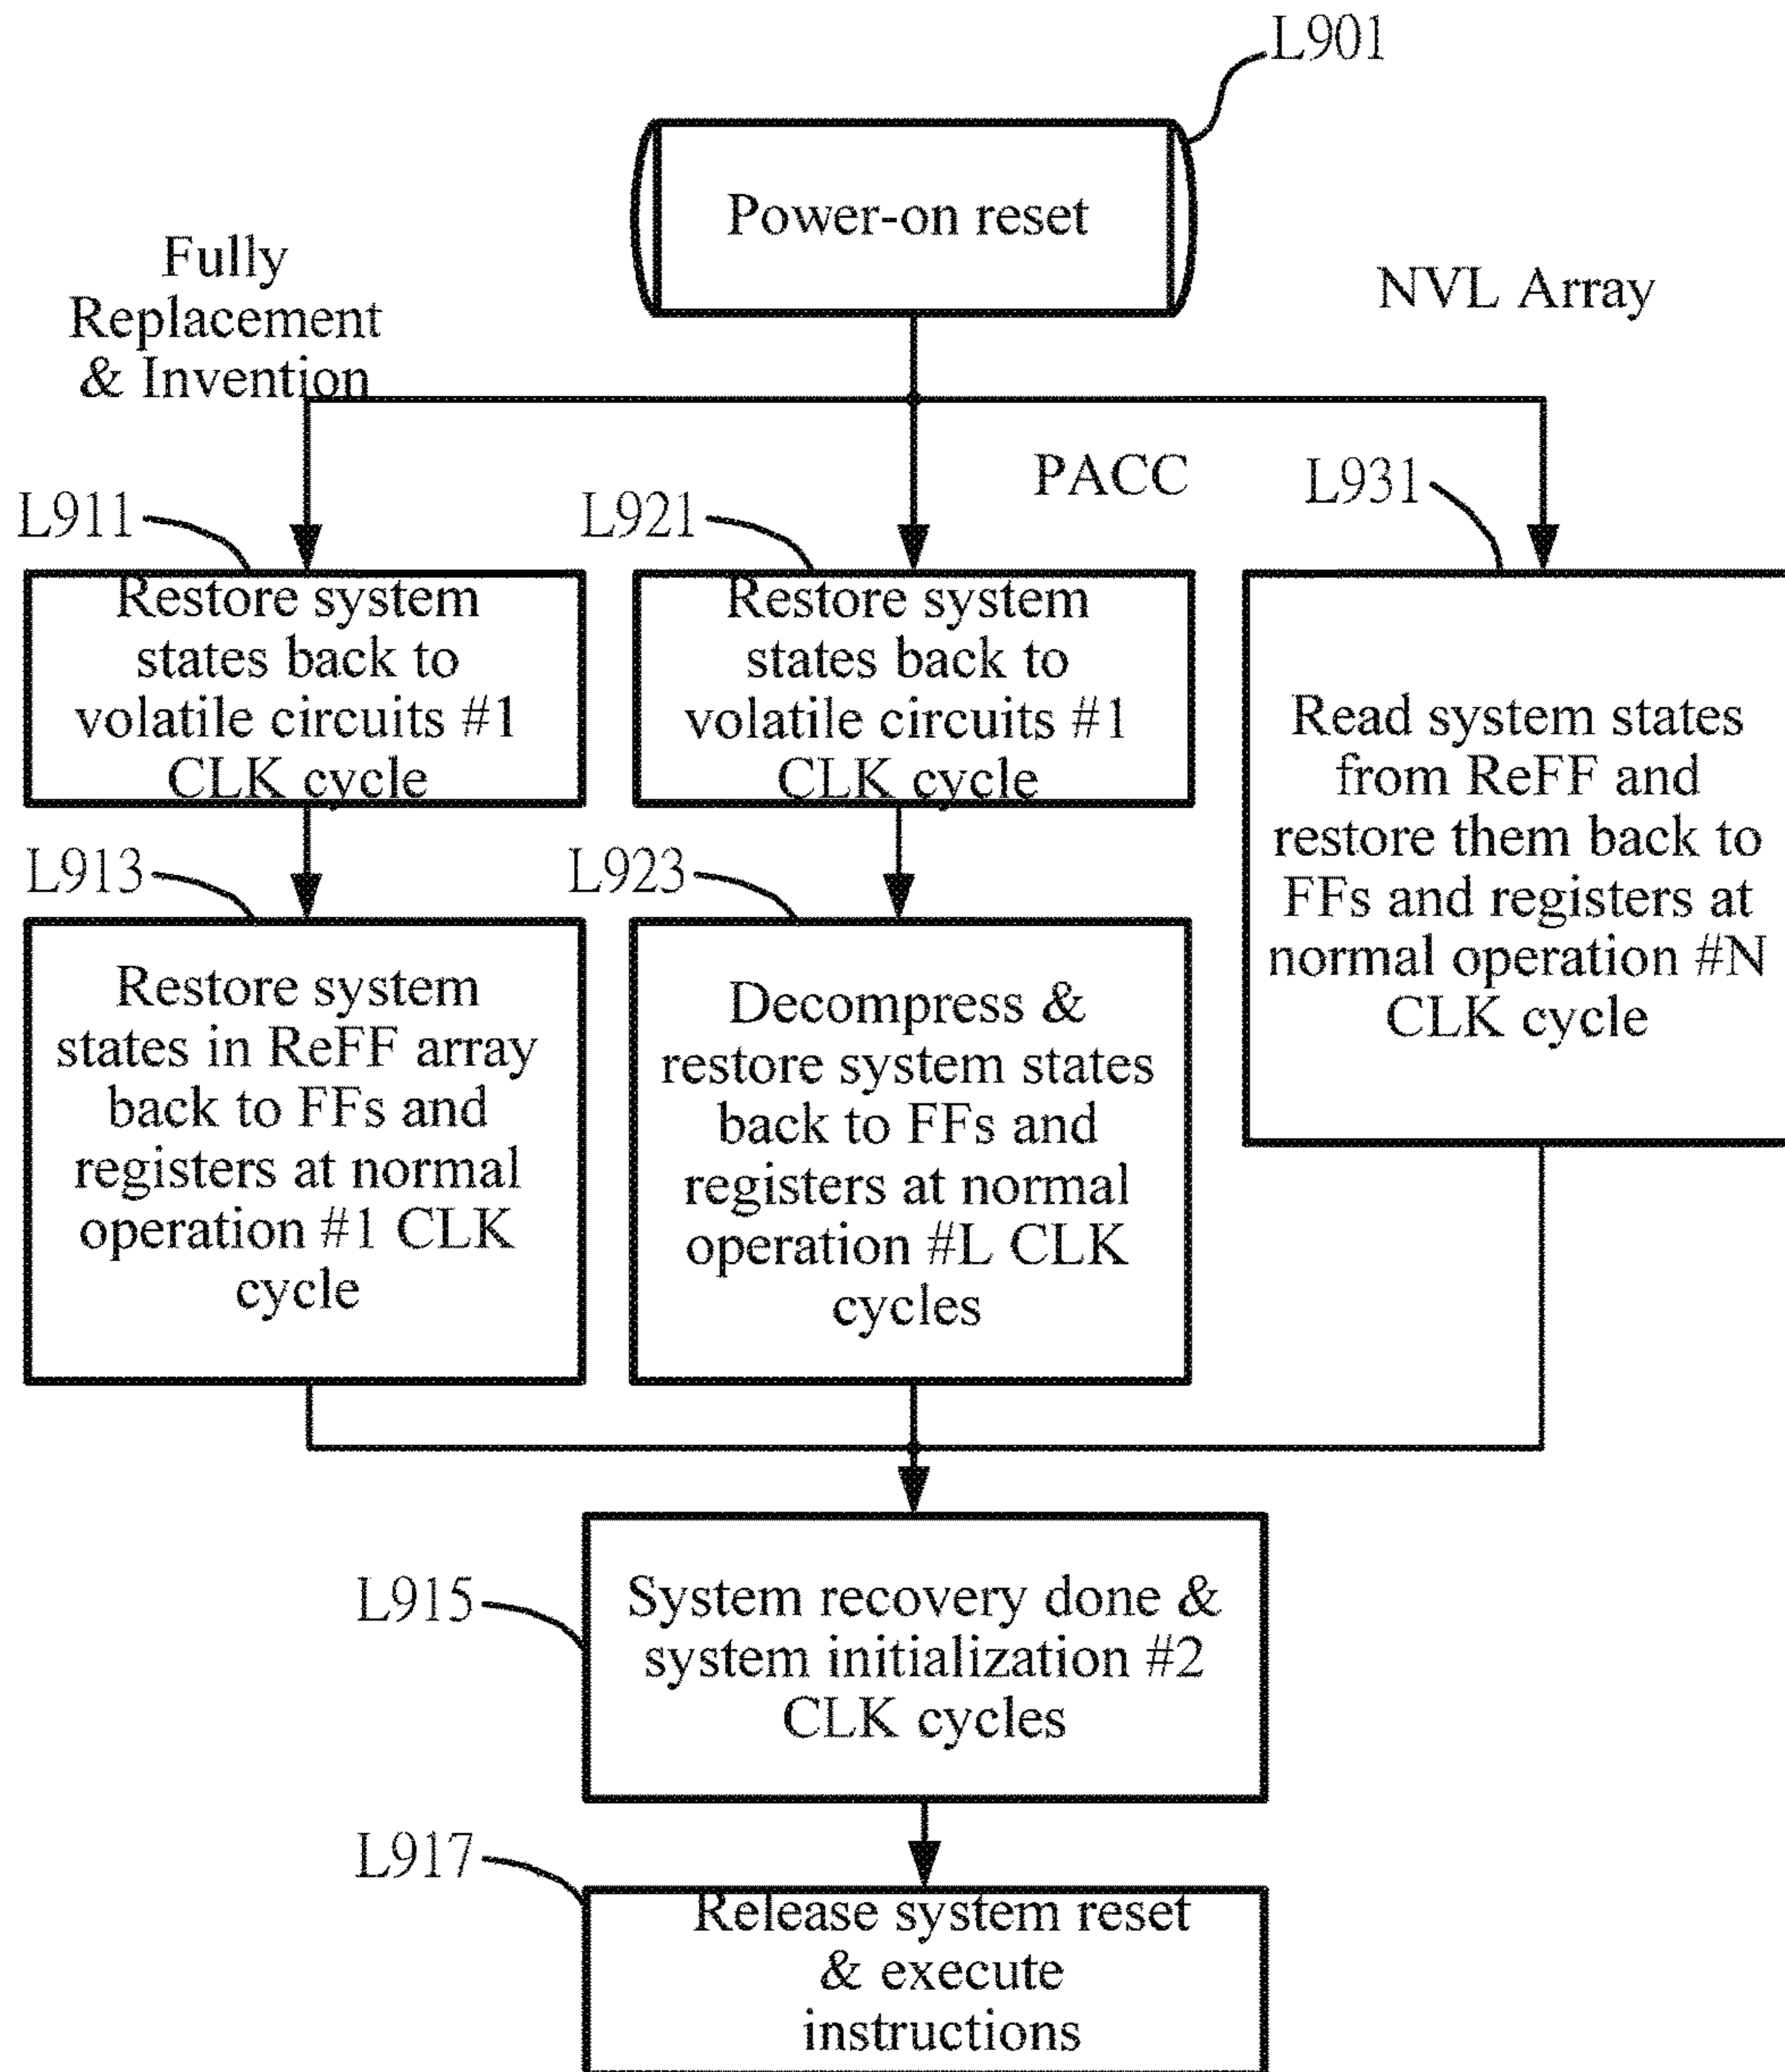 L901
Power-on reset
Fully
Replacement
& Invention
NVL Array
PACC
L911
L921
L931
Restore system
states back to
volatile circuits #1
CLK cycle
Restore system
states back to
volatile circuits #1
CLK cycle
Read system states
from ReFF and
restore them back to
FFs and registers at
normal operation #N
CLK cycle
L913
L923
Restore system
states in ReFF array
back to FFs and
registers at normal
operation #1 CLK
cycle
Decompress &
restore system states
back to FFs and
registers at normal
operation #L CLK
cycles
L915
System recovery done &
system initialization #2
CLK cycles
L917
Release system reset
& execute
instructions